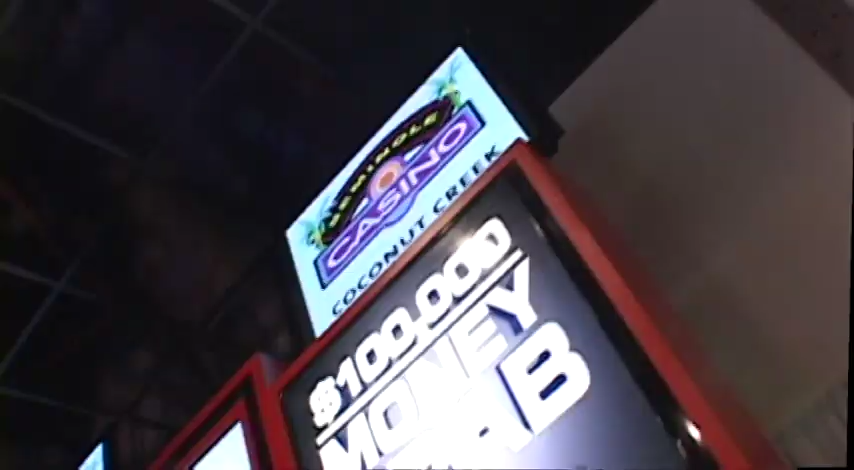 SEMINOLE
CASINO
COCONUT CREEK
$100,000
MONEY